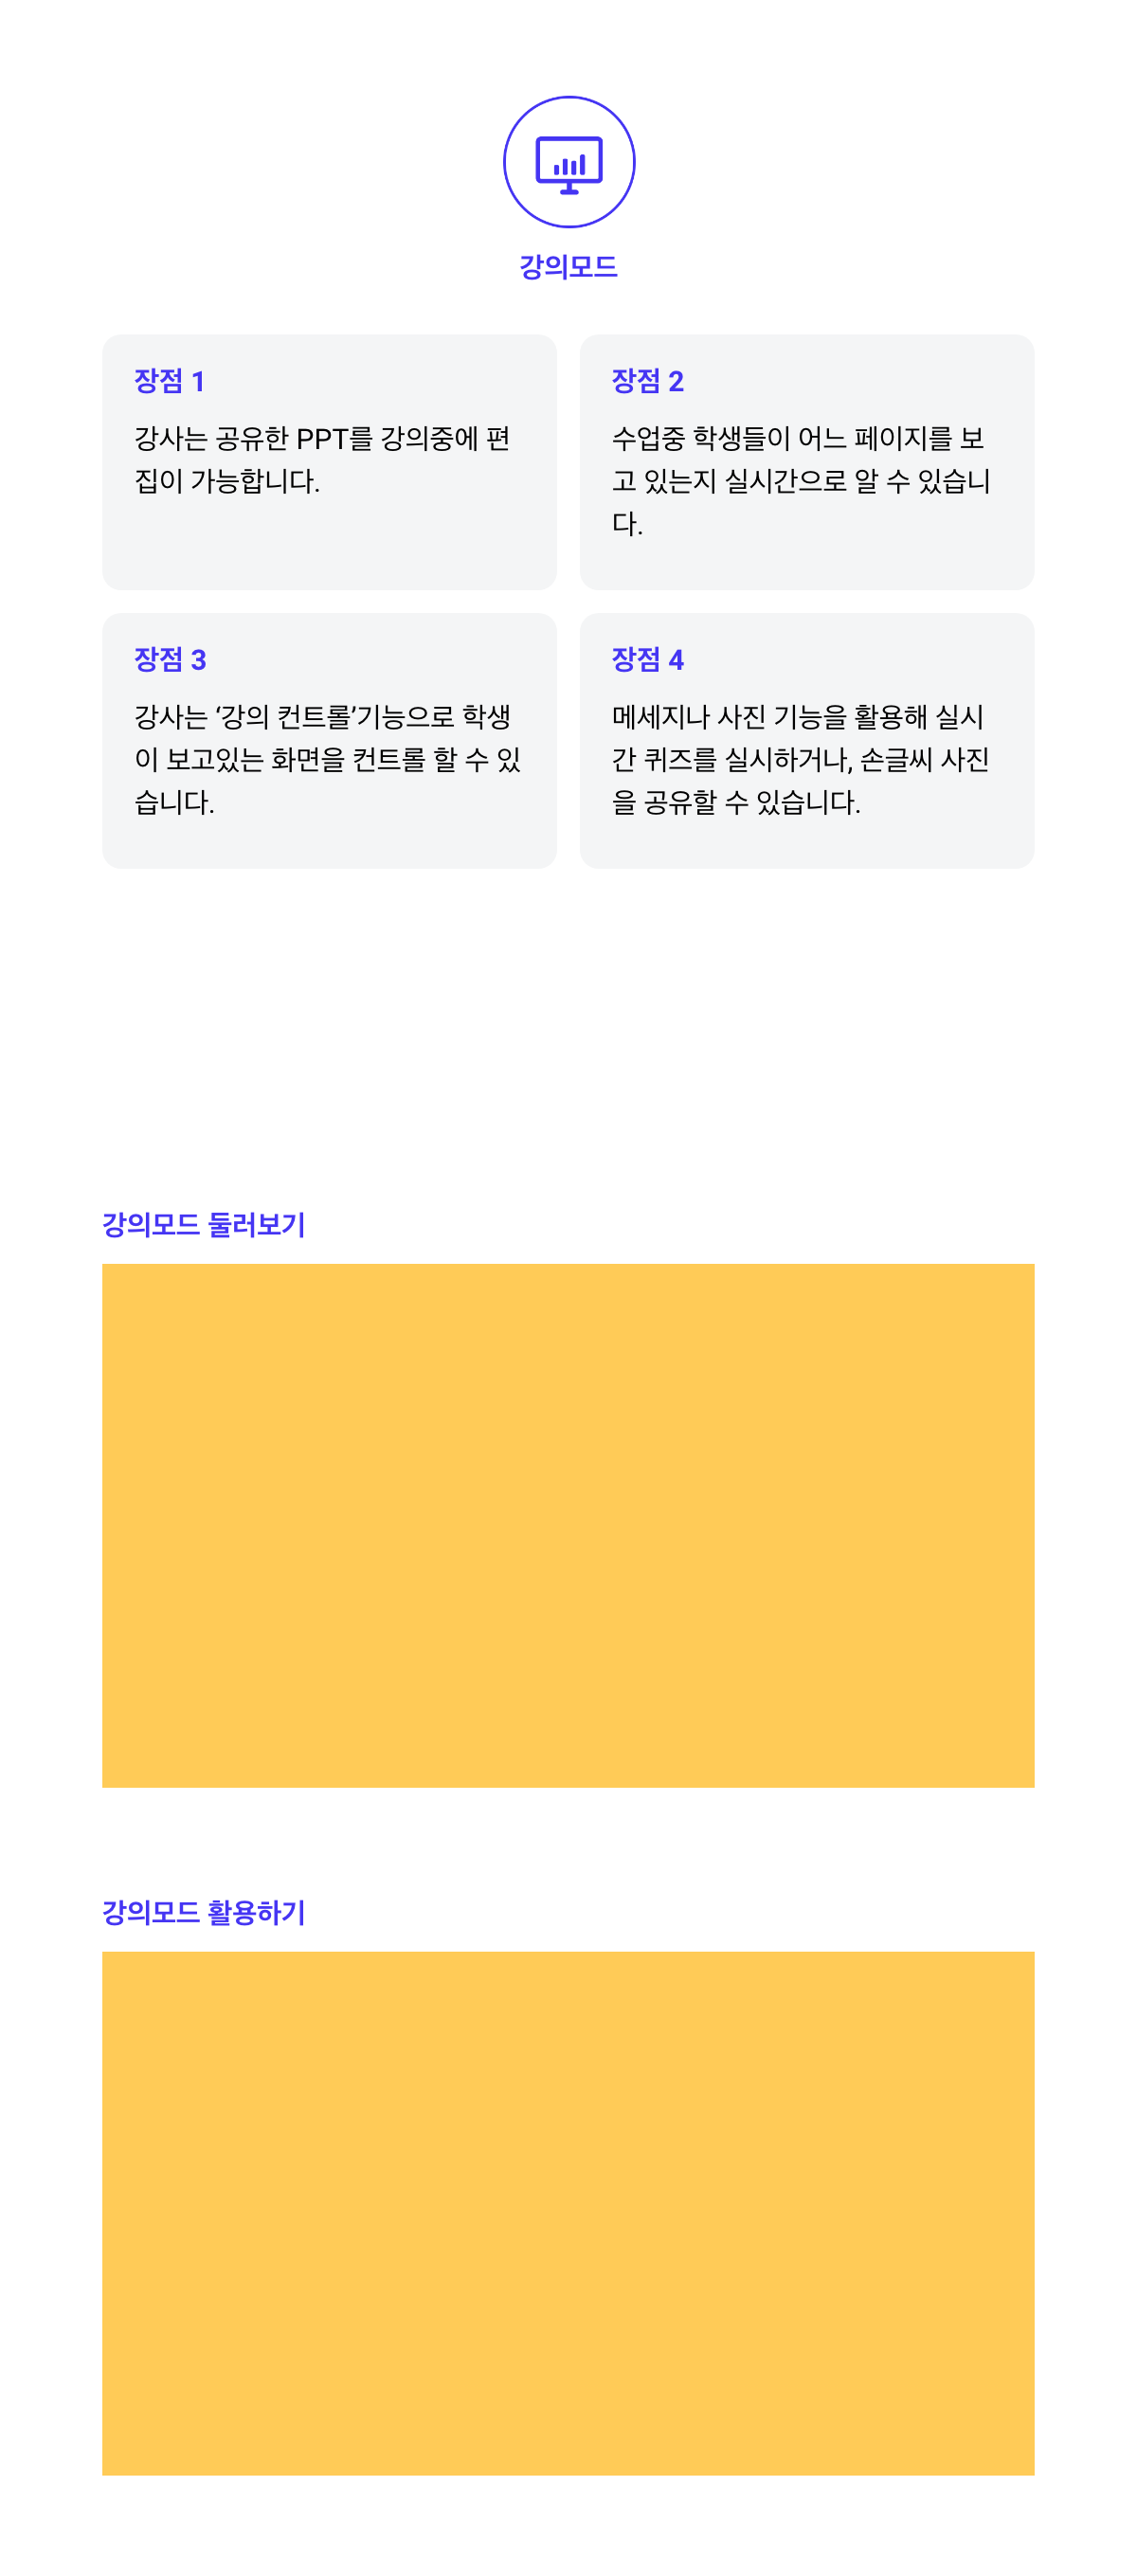 강의모드
장점 1
강사는 공유한 PPT를 강의중에 편
집이 가능합니다.
장점 2
수업중 학생들이 어느 페이지를 보
고 있는지 실시간으로 알 수 있습니
다.
장점 3
강사는 ‘강의 컨트롤’기능으로 학생
이 보고있는 화면을 컨트롤 할 수 있
습니다.
장점 4
메세지나 사진 기능을 활용해 실시
간 퀴즈를 실시하거나, 손글씨 사진
을 공유할 수 있습니다.
강의모드 둘러보기
강의모드 활용하기